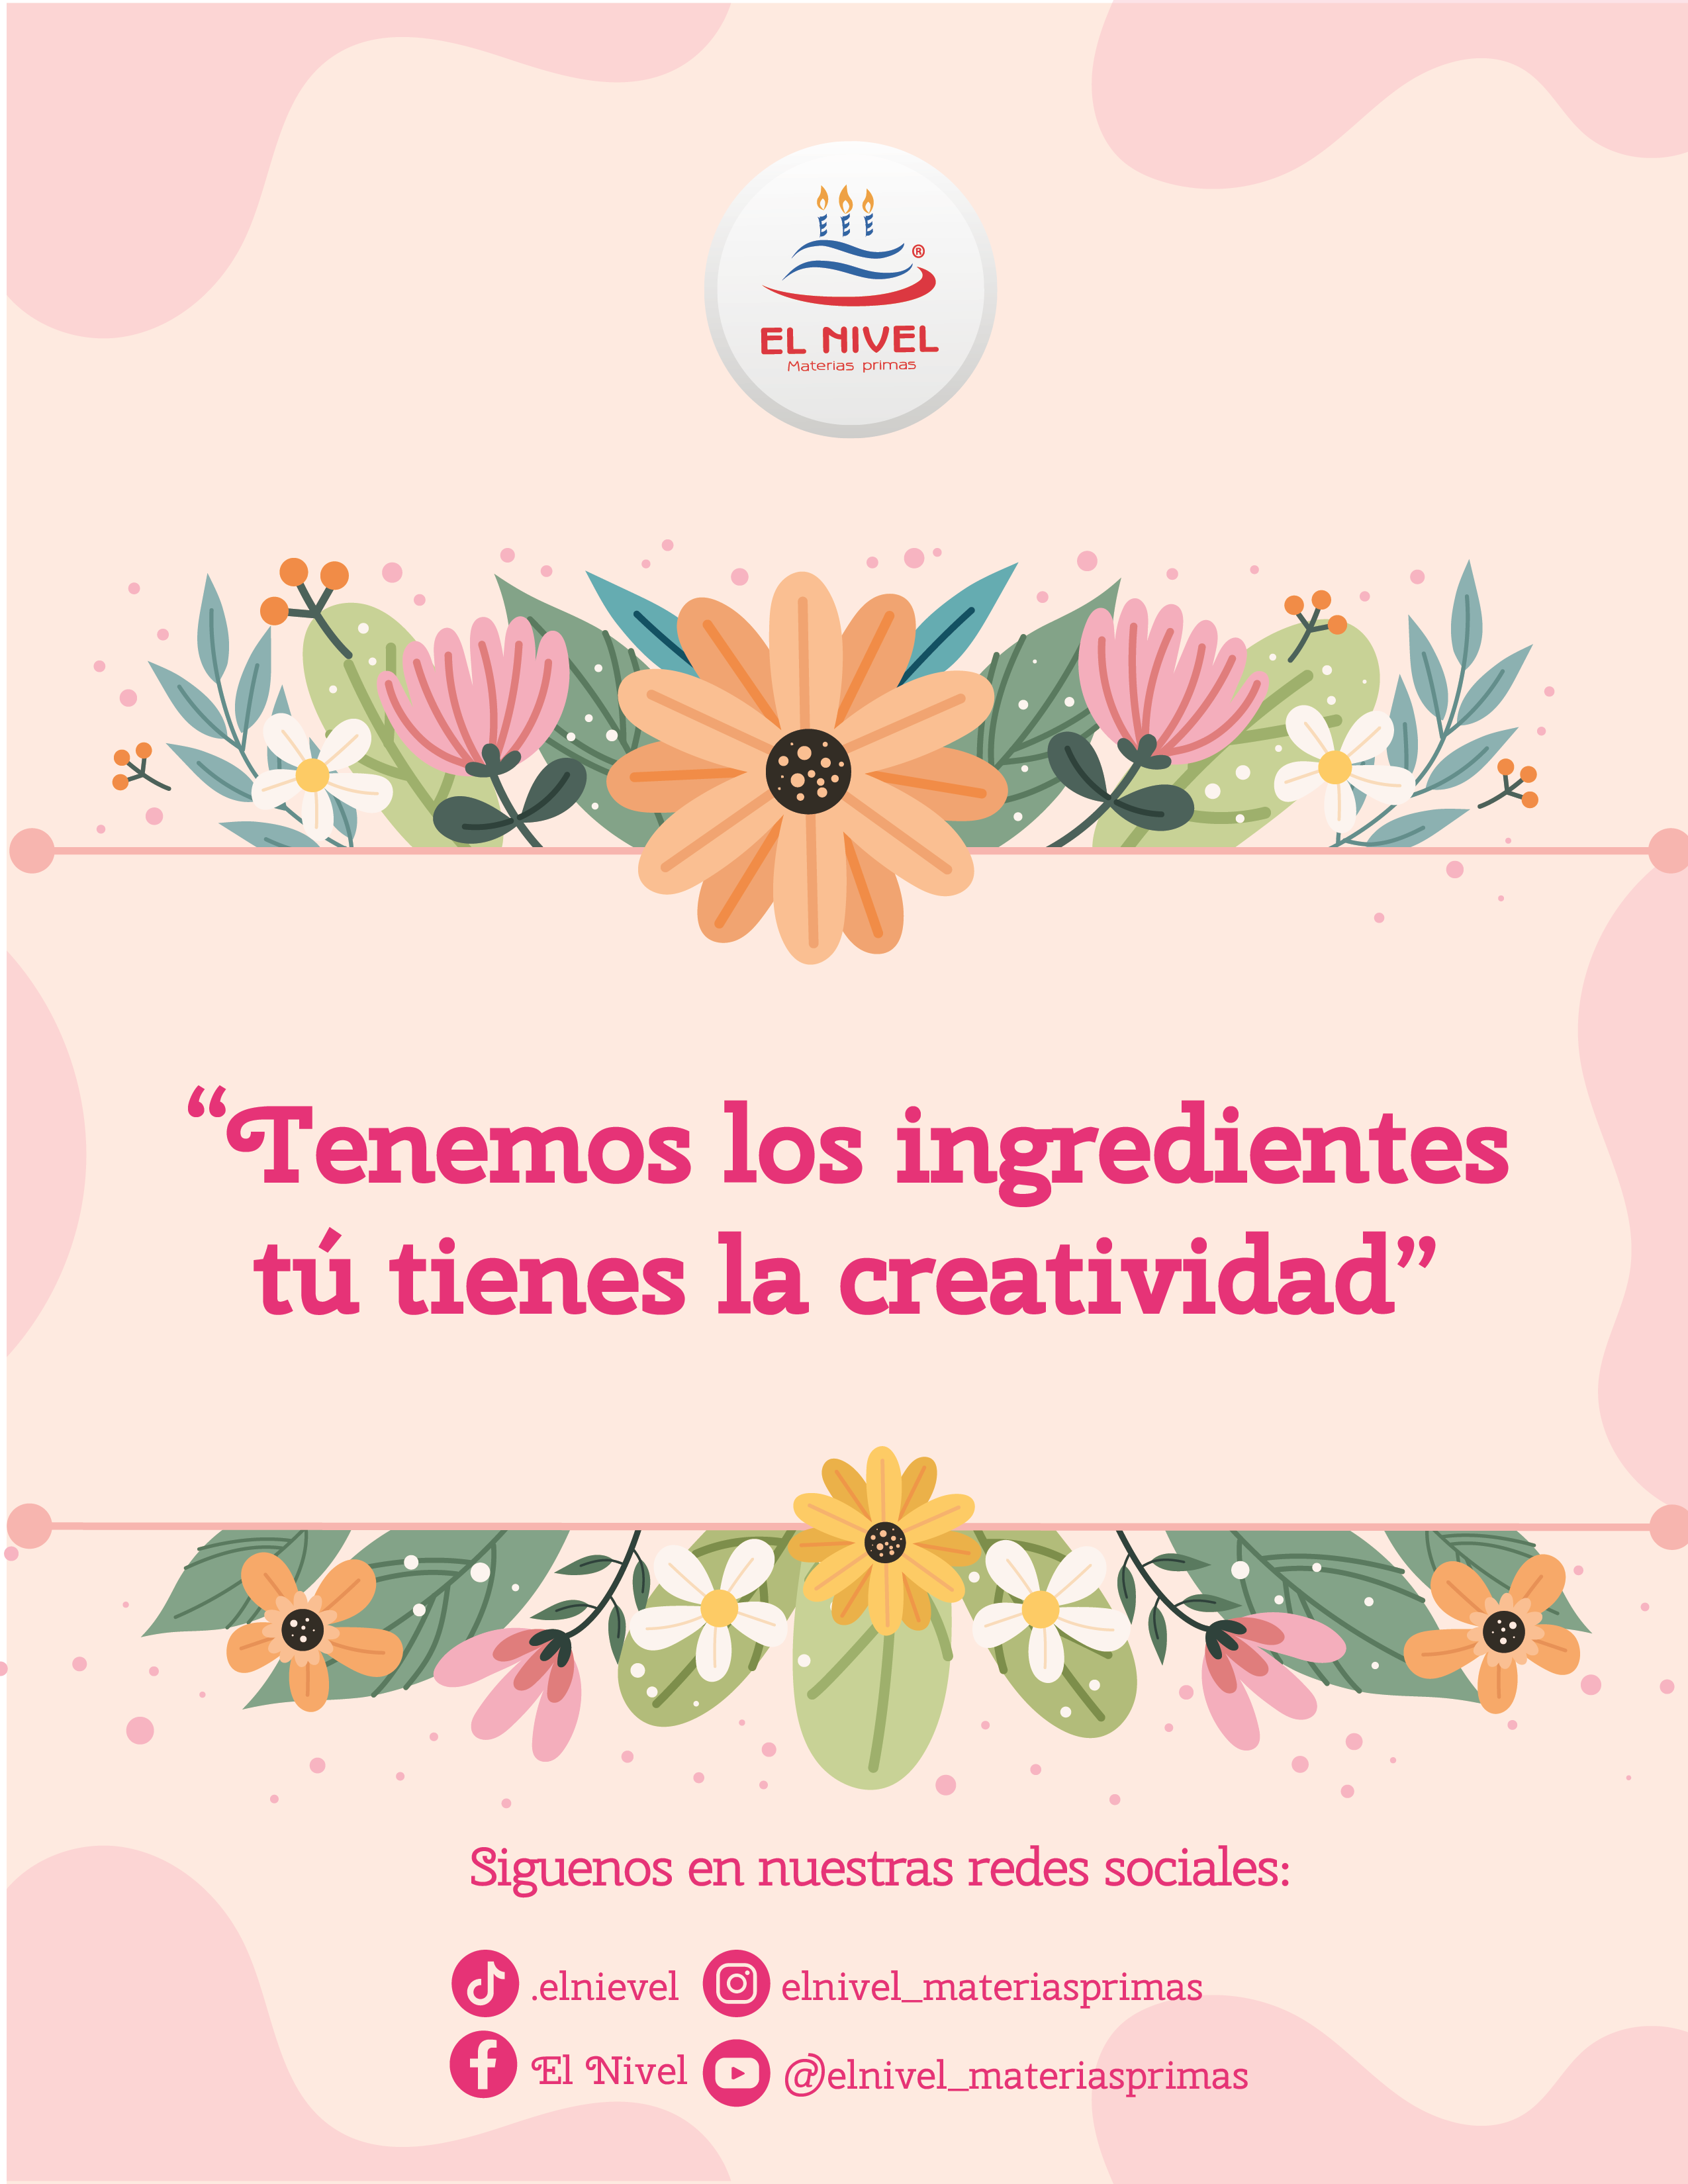 ®
EL NIVEL
Materias primas
“Tenemos los ingredientes
tú tienes la creatividad”
Siguenos en nuestras redes sociales:
.elnievel elnivel_materiasprimas
El Nivel @elnivel_materiasprimas